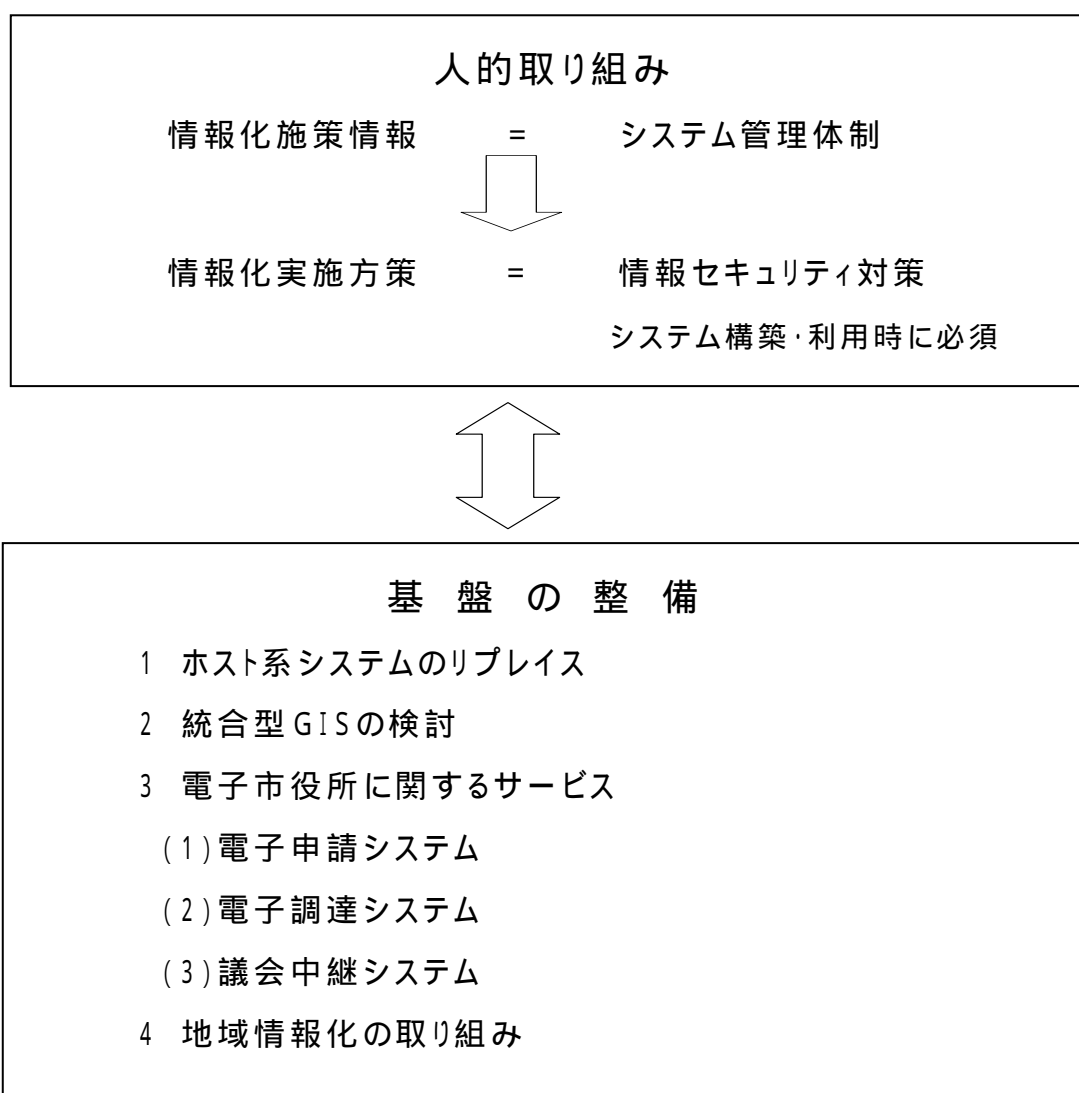 人的取り組み
情報化施策情報 = システム管理体制
情報化実施方策 = 情報セキュリティ対策
システム構築・利用時に必須
基盤の整備
1 ホスト系システムのリプレイス
2 統合型GISの検討
3 電子市役所に関するサービス
(1)電子申請システム
(2)電子調達システム
(3)議会中継システム
4 地域情報化の取り組み